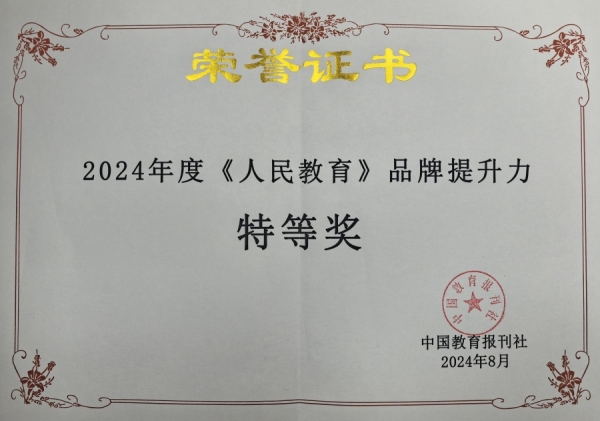 荣誉证书
2024年度《人民教育》品牌提升力
特等奖
中国教育报刊社
中国教育报刊社
2024年8月